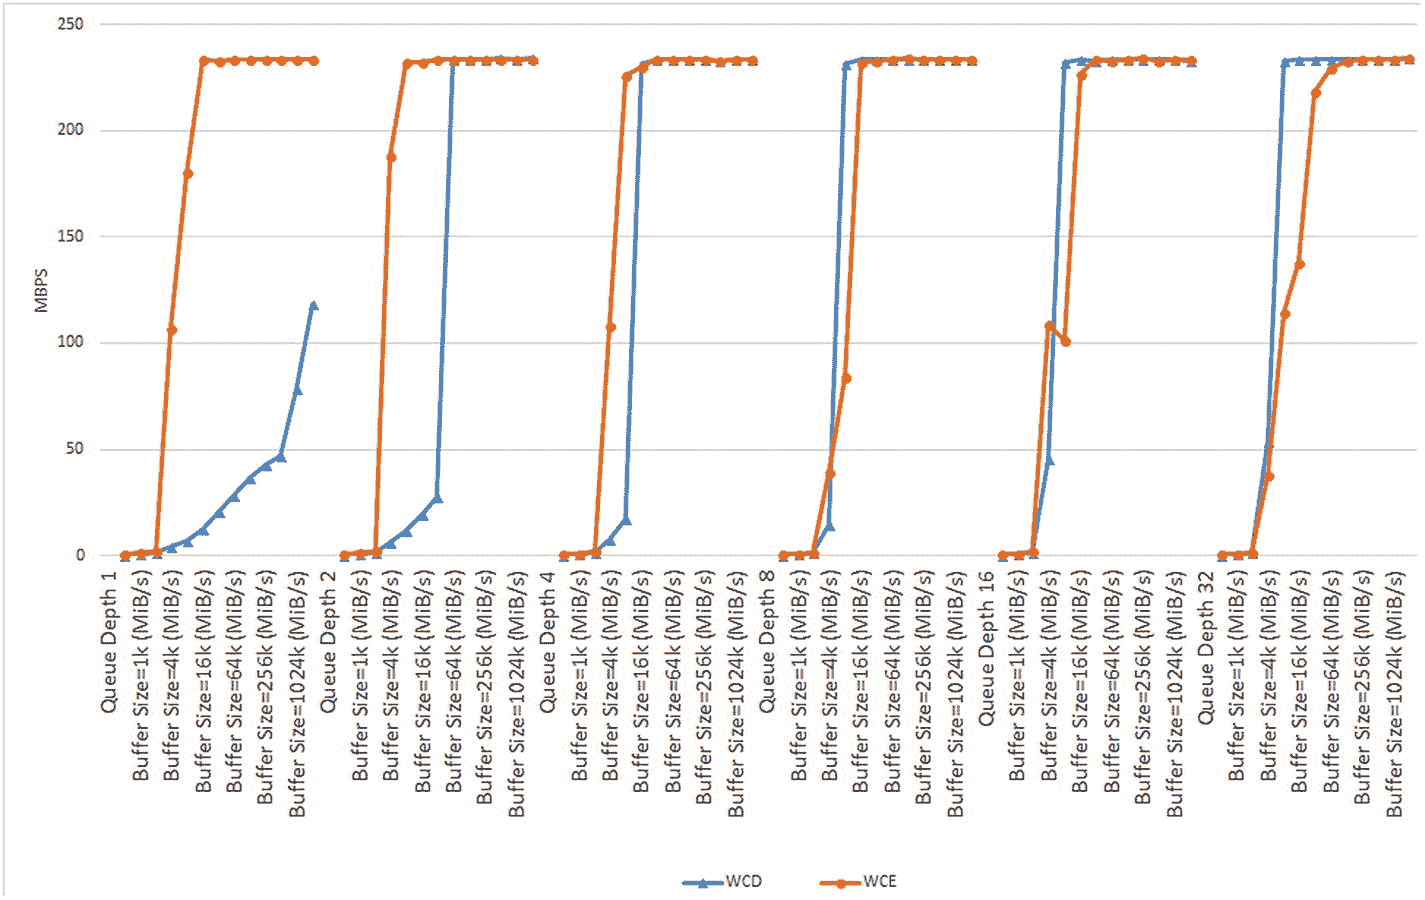 250
200
150
100
50
0
MBPS
Queue Depth 1
Buffer Size=1k (MiB/s)
Buffer Size=4k (MiB/s)
Buffer Size=16k (MiB/s)
Buffer Size=64k (MiB/s)
Buffer Size=256k (MiB/s)
Buffer Size=1024k (MiB/s)
Queue Depth 2
Buffer Size=1k (MiB/s)
Buffer Size=4k (MiB/s)
Buffer Size=16k (MiB/s)
Buffer Size=64k (MiB/s)
Buffer Size=256k (MiB/s)
Buffer Size=1024k (MiB/s)
Queue Depth 4
Buffer Size=1k (MiB/s)
Buffer Size=4k (MiB/s)
Buffer Size=16k (MiB/s)
Buffer Size=64k (MiB/s)
Buffer Size=256k (MiB/s)
Buffer Size=1024k (MiB/s)
Queue Depth 8
Buffer Size=1k (MiB/s)
Buffer Size=4k (MiB/s)
Buffer Size=16k (MiB/s)
Buffer Size=64k (MiB/s)
Buffer Size=256k (MiB/s)
Buffer Size=1024k (MiB/s)
Queue Depth 16
Buffer Size=1k (MiB/s)
Buffer Size=4k (MiB/s)
Buffer Size=16k (MiB/s)
Buffer Size=64k (MiB/s)
Buffer Size=256k (MiB/s)
Buffer Size=1024k (MiB/s)
Queue Depth 32
Buffer Size=1k (MiB/s)
Buffer Size=4k (MiB/s)
Buffer Size=16k (MiB/s)
Buffer Size=64k (MiB/s)
Buffer Size=256k (MiB/s)
Buffer Size=1024k (MiB/s)
WCD
WCE